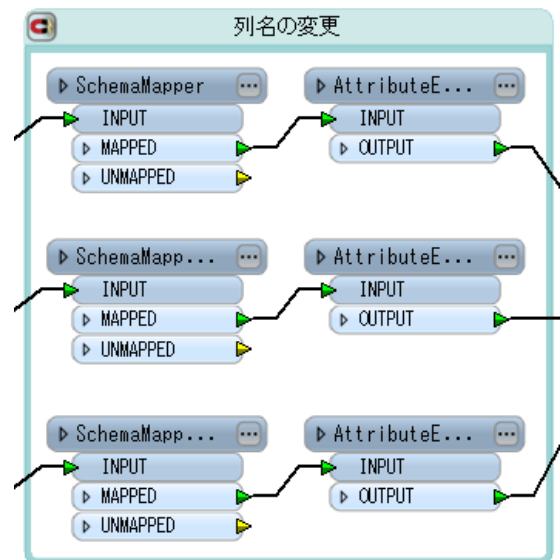 列名の変更
SchemaMapper ... AttributeE... ...
INPUT INPUT
MAPPED OUTPUT
UNMAPPED
SchemaMapp... ... AttributeE... ...
INPUT INPUT
MAPPED OUTPUT
UNMAPPED
SchemaMapp... ... AttributeE... ...
INPUT INPUT
MAPPED OUTPUT
UNMAPPED